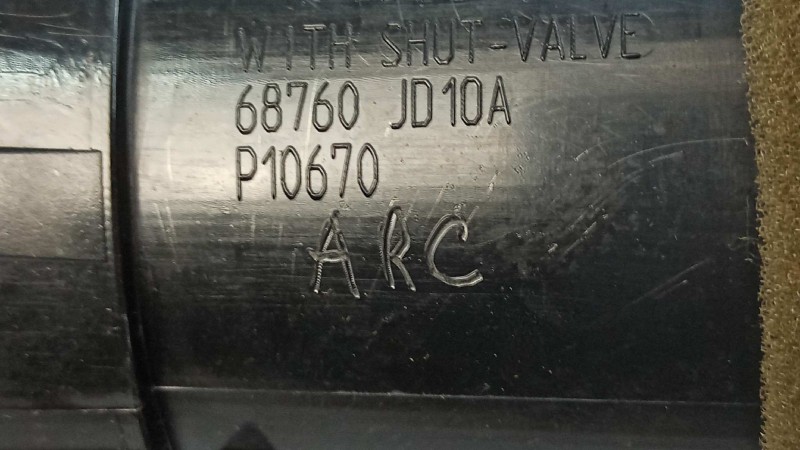 WITH SHUT-VALVE
68760 JD10A
P10670
ARC